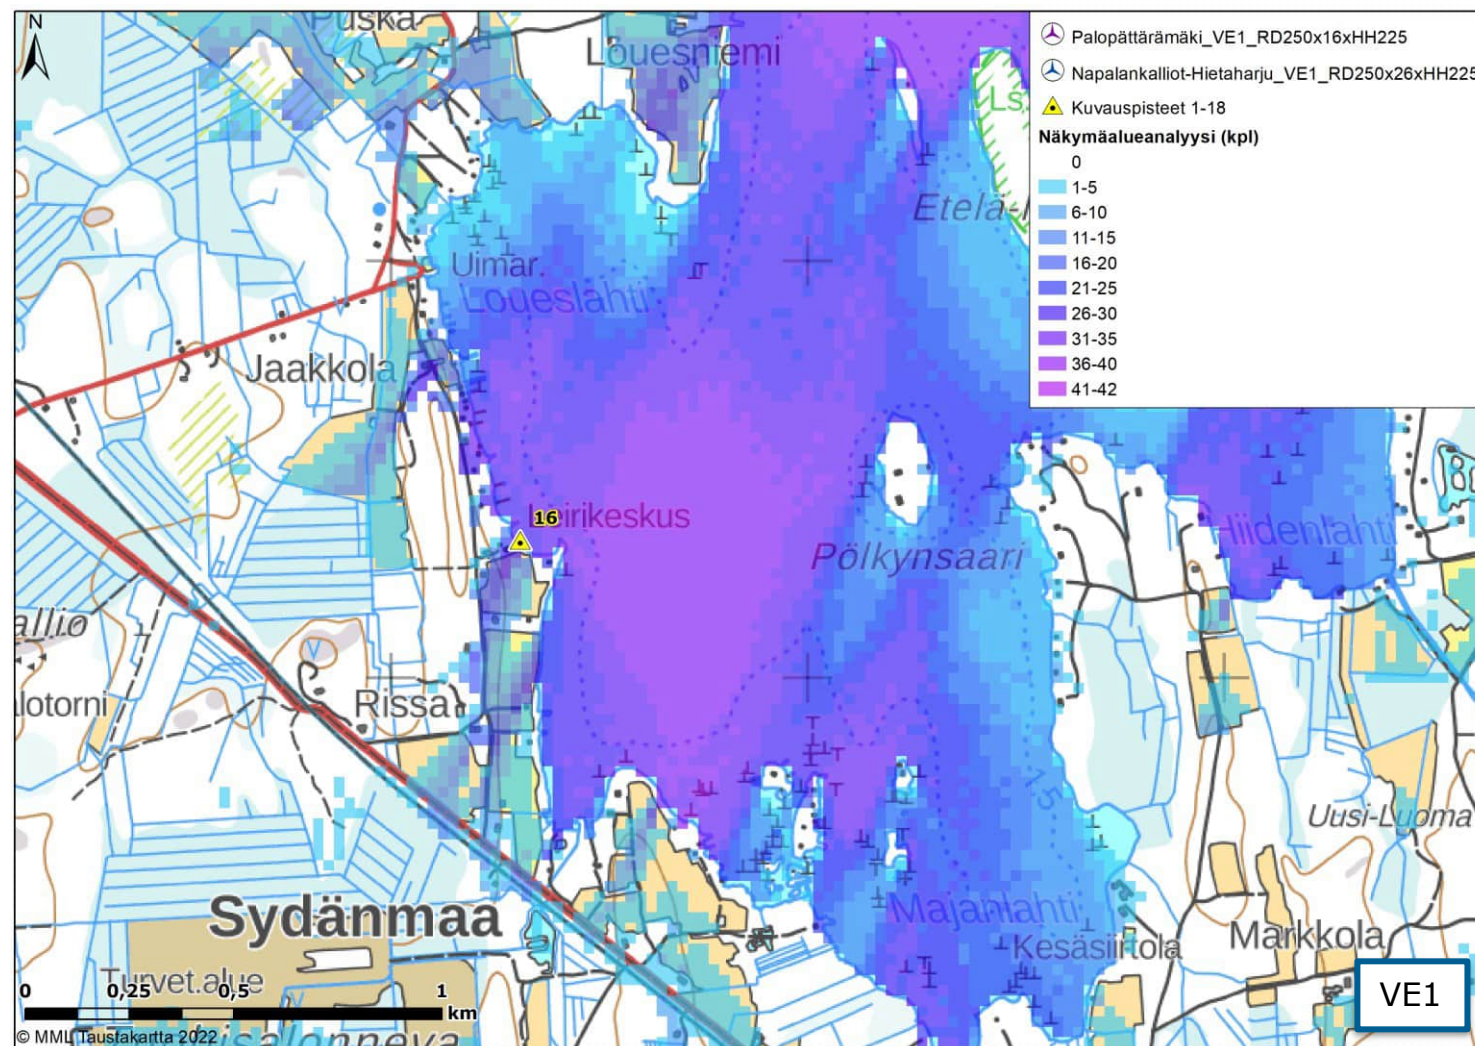 N
Puska
Louesniemi
Ls
Etelä-
Uimar.
Loueslahti
Jaakkola
16
Leirikeskus
Pölkynsaari
Hiidenlahti
allio
lotorni
Rissa
1.5
Uusi-Luoma
Sydänmaa
Majanlahti
Kesäsiirtola
Markkola
Turvet.alue
0 0,25 0,5 1
km
© MML Taustakartta 2022
Palopättärämäki_VE1_RD250x16xHH225
Napalankalliot-Hietaharju_VE1_RD250x26xHH225
Kuvauspisteet 1-18
Näkymäalueanalyysi (kpl)
0
1-5
6-10
11-15
16-20
21-25
26-30
31-35
36-40
41-42
VE1